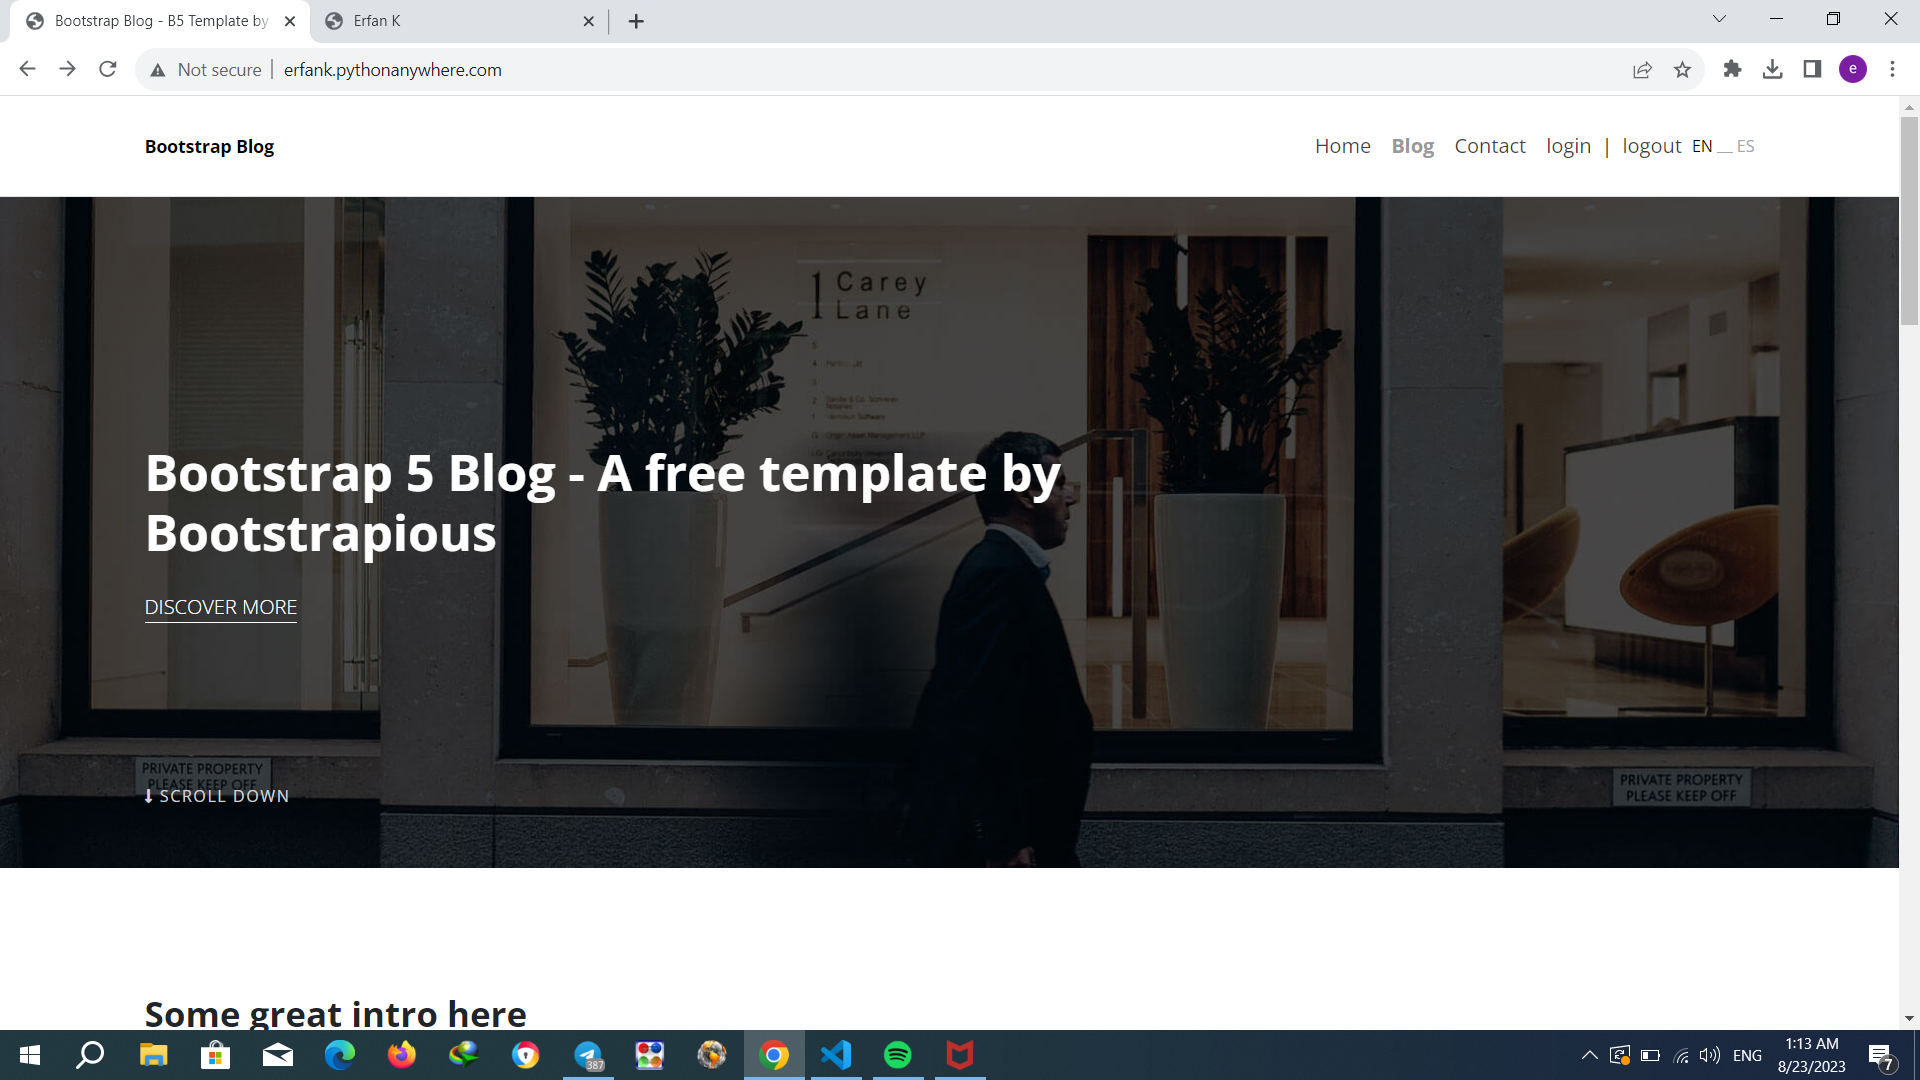 Bootstrap Blog - B5 Template by
Erfan K
Not secure
erfank.pythonanywhere.com
e
Bootstrap Blog
Home Blog Contact login | logout EN __ ES
1 Carey
Lane
Bootstrap 5 Blog - A free template by
Bootstrapious
DISCOVER MORE
PRIVATE PROPERTY
PLEASE KEEP OFF
SCROLL DOWN
PRIVATE PROPERTY
PLEASE KEEP OFF
Some great intro here
387
ENG
1:13 AM
8/23/2023
7